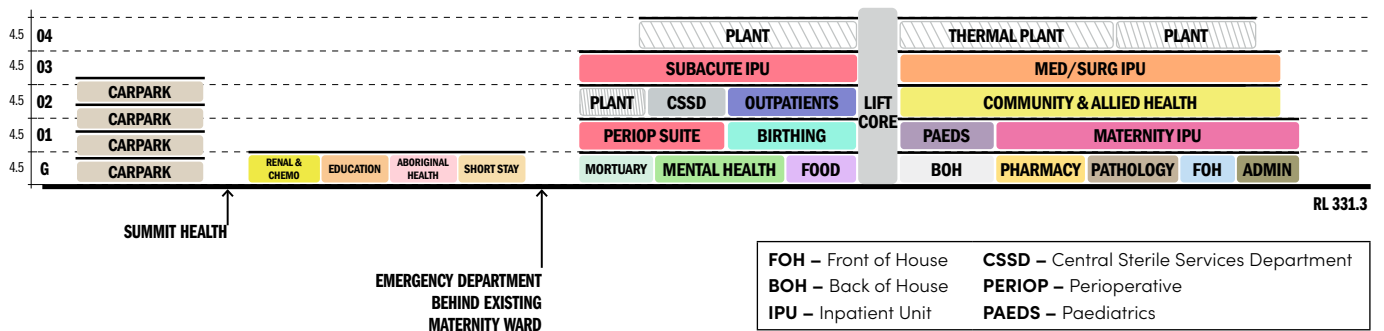 4.5 04 PLANT THERMAL PLANT PLANT
4.5 03 SUBACUTE IPU MED/SURG IPU
CARPARK
4.5 02 PLANT CSSD OUTPATIENTS LIFT CORE COMMUNITY & ALLIED HEALTH
CARPARK
4.5 01 PERIOP SUITE BIRTHING PAEDS MATERNITY IPU
CARPARK
4.5 G CARPARK
RENAL & CHEMO
EDUCATION
ABORIGINAL HEALTH
SHORT STAY
MORTUARY MENTAL HEALTH FOOD BOH PHARMACY PATHOLOGY FOH ADMIN
RL 331.3
SUMMIT HEALTH
EMERGENCY DEPARTMENT
BEHIND EXISTING
MATERNITY WARD
FOH – Front of House
BOH – Back of House
IPU – Inpatient Unit
CSSD – Central Sterile Services Department
PERIOP – Perioperative
PAEDS – Paediatrics